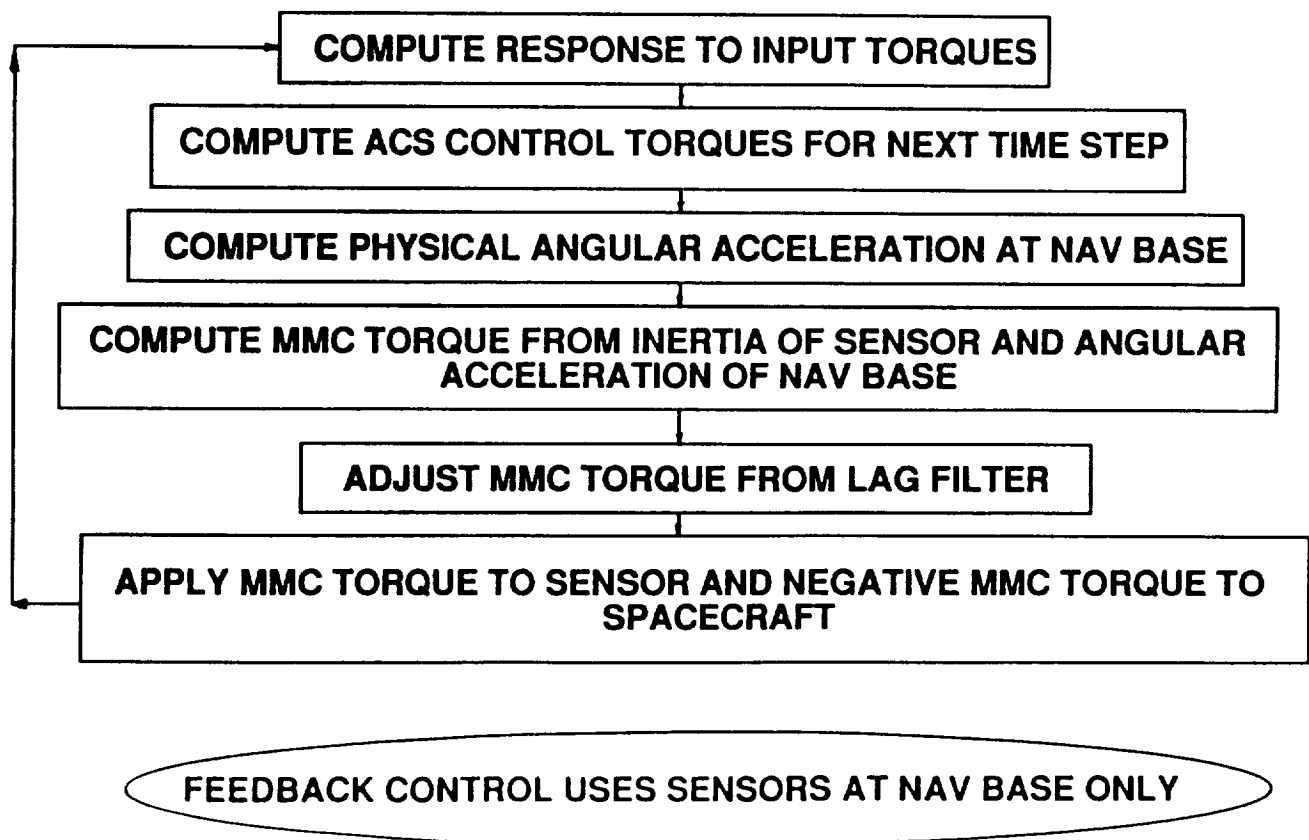 COMPUTE RESPONSE TO INPUT TORQUES
COMPUTE ACS CONTROL TORQUES FOR NEXT TIME STEP
COMPUTE PHYSICAL ANGULAR ACCELERATION AT NAV BASE
COMPUTE MMC TORQUE FROM INERTIA OF SENSOR AND ANGULAR
ACCELERATION OF NAV BASE
ADJUST MMC TORQUE FROM LAG FILTER
APPLY MMC TORQUE TO SENSOR AND NEGATIVE MMC TORQUE TO
SPACECRAFT
FEEDBACK CONTROL USES SENSORS AT NAV BASE ONLY